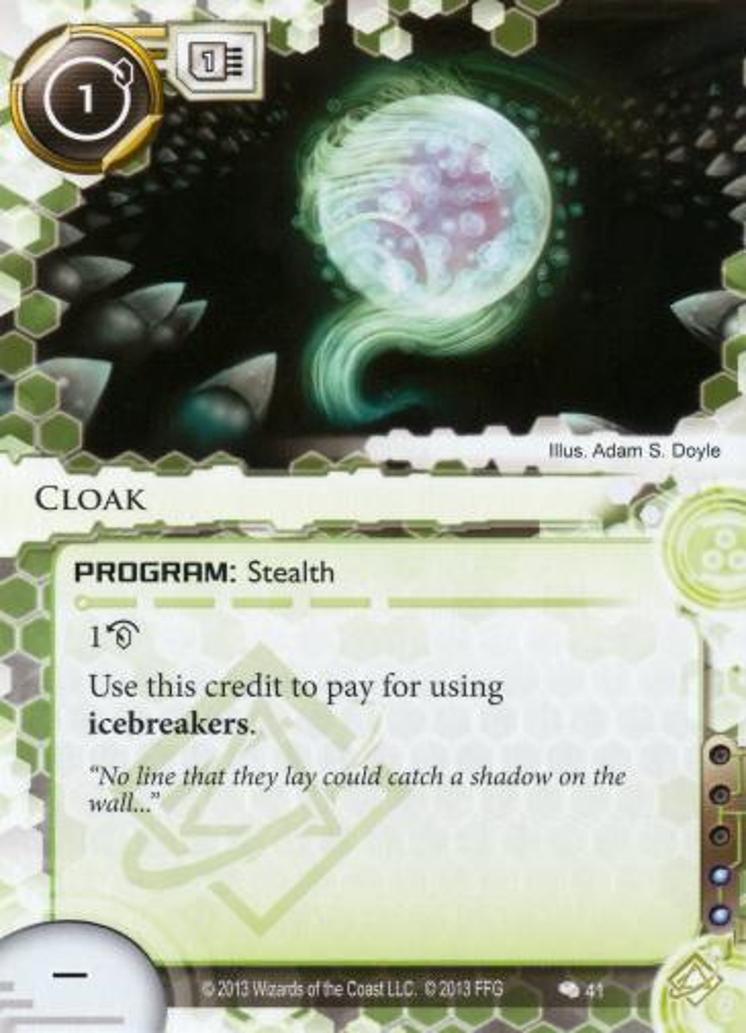 1
1
Illus. Adam S. Doyle
CLOAK
PROGRAM: Stealth
1
Use this credit to pay for using
icebreakers.
“No line that they lay could catch a shadow on the
wall...”
–
© 2013 Wizards of the Coast LLC. © 2013 FFG 41